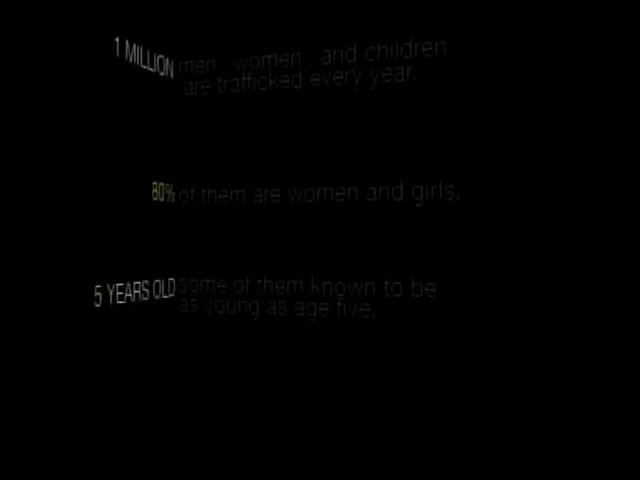 1 MILLION men, women, and children
are trafficked every year.
80% of them are women and girls.
5 YEARS OLD some of them known to be
as young as age five.